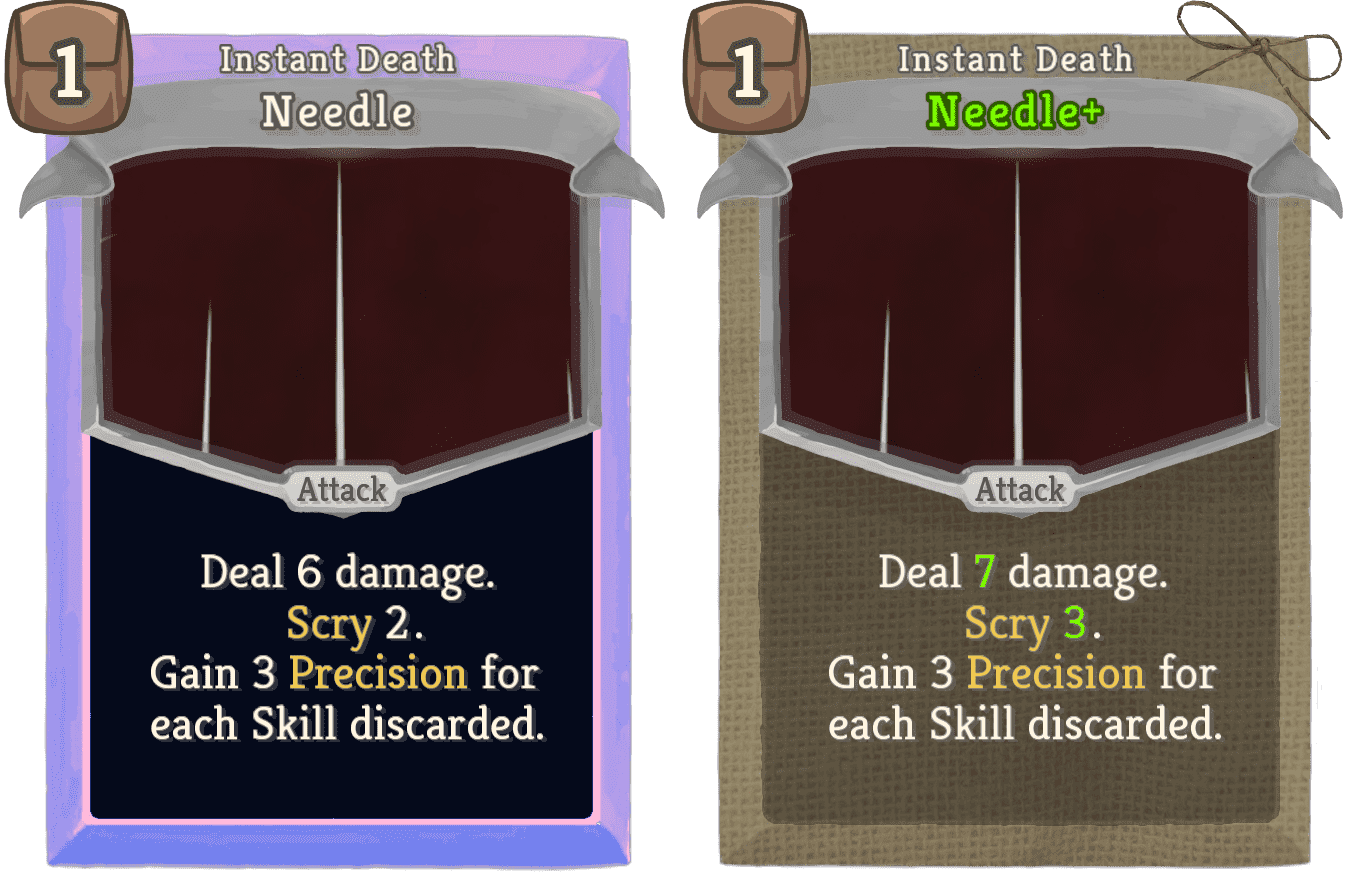 1
Instant Death
Needle
Attack
Deal 6 damage.
Scry 2.
Gain 3 Precision for
each Skill discarded.
1
Instant Death
Needle+
Attack
Deal 7 damage.
Scry 3.
Gain 3 Precision for
each Skill discarded.